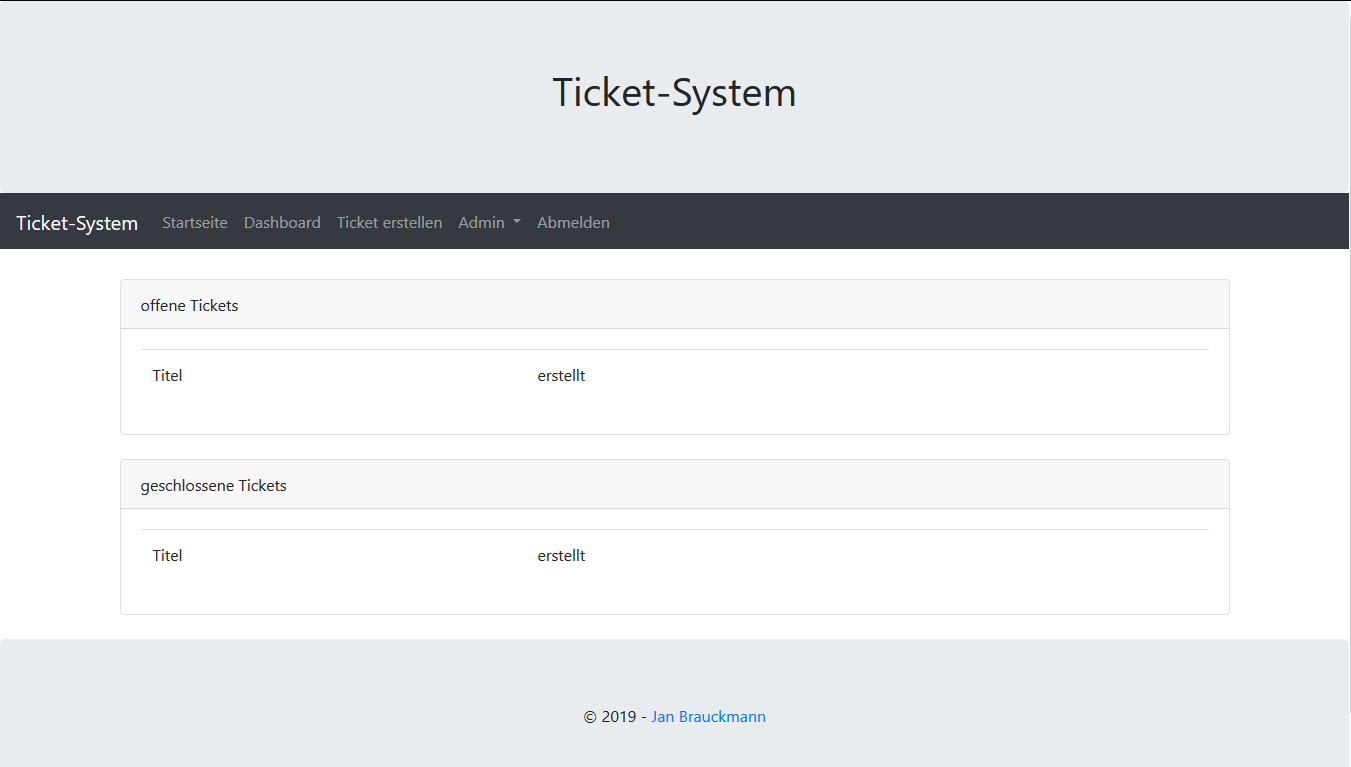 Ticket-System
Ticket-System Startseite Dashboard Ticket erstellen Admin Abmelden
offene Tickets
Titel erstellt
geschlossene Tickets
Titel erstellt
© 2019 - Jan Brauckmann